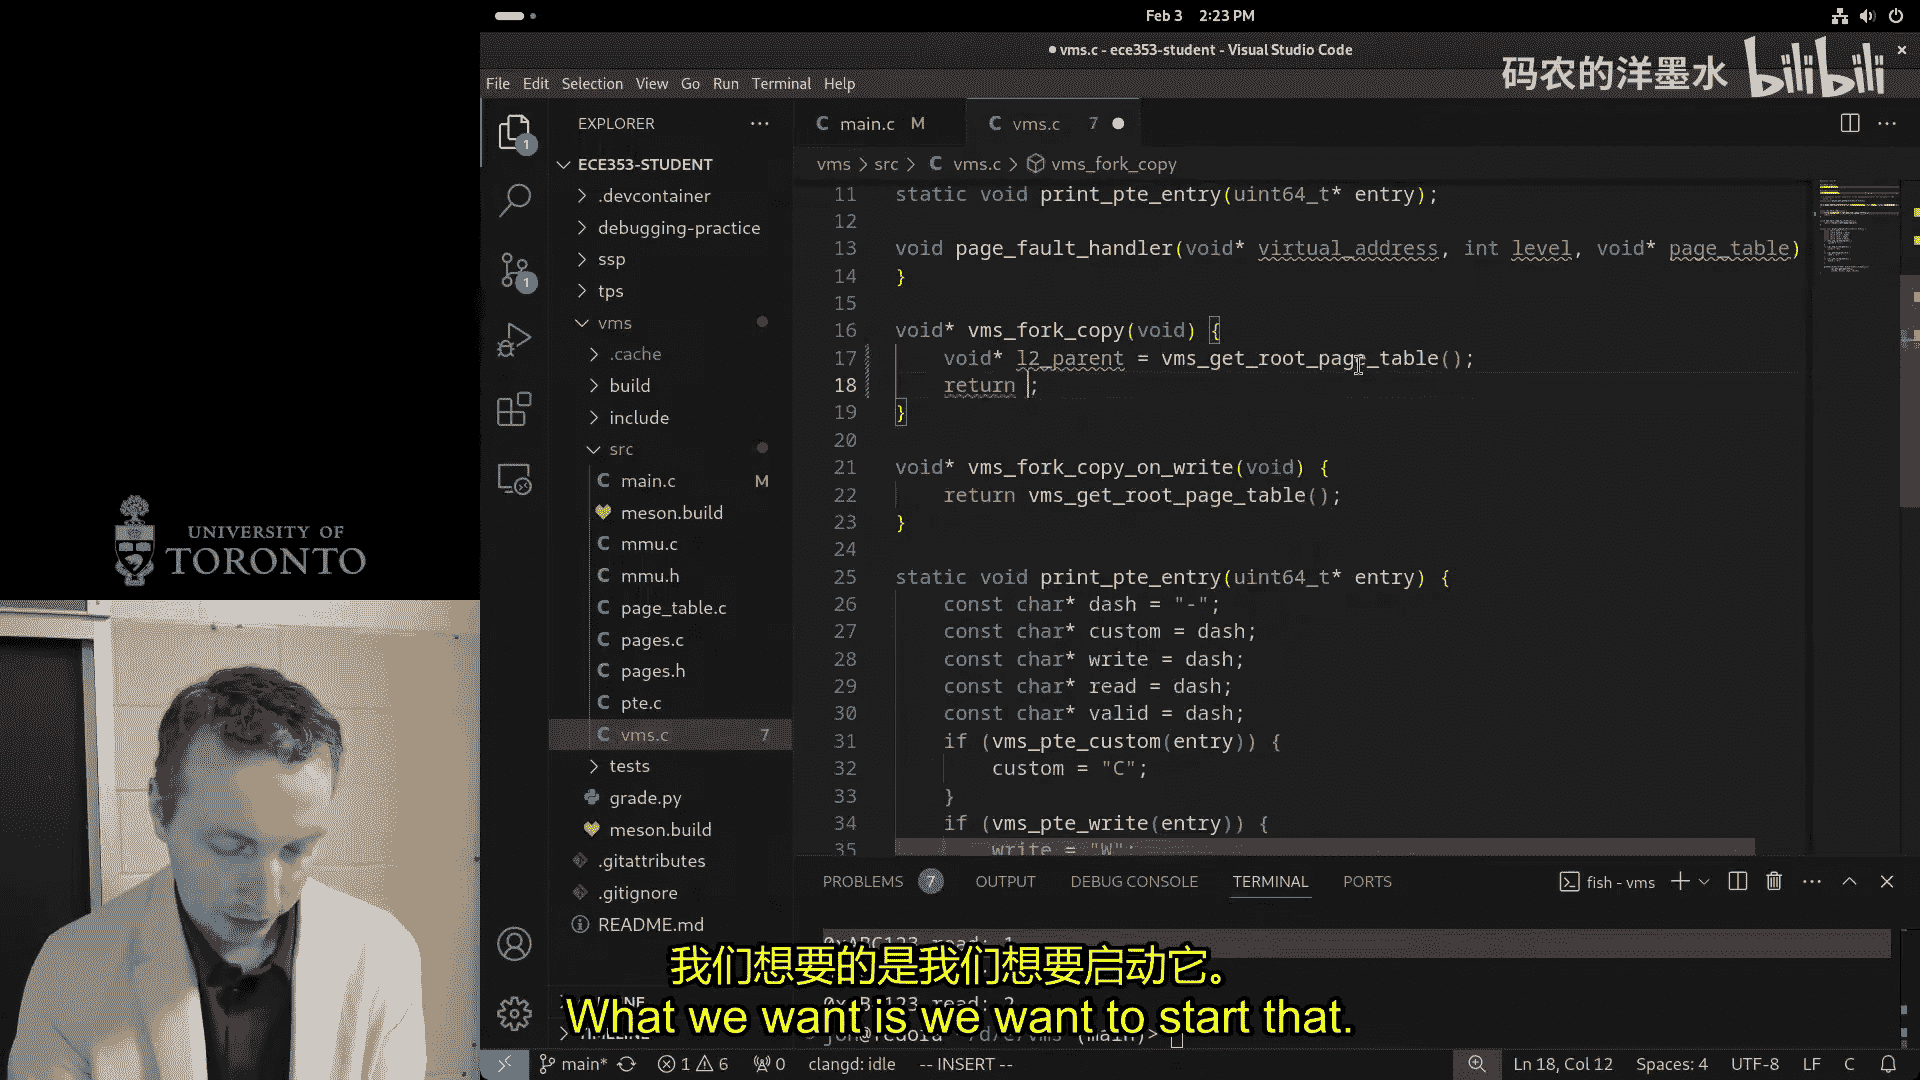 Feb 3 2:23 PM
vms.c - ece353-student - Visual Studio Code
码农的洋墨水 bilibili
File Edit Selection View Go Run Terminal Help
EXPLORER
main.c M
vms.c 7
vms > src > C vms.c > vms_fork_copy
ECE353-STUDENT
.devcontainer
debugging-practice
ssp
tps
vms
.cache
build
include
src
main.c M
meson.build
mmu.c
mmu.h
page_table.c
pages.c
pages.h
pte.c
vms.c 7
tests
grade.py
meson.build
.gitattributes
.gitignore
README.md
11 static void print_pte_entry(uint64_t* entry);
12
13 void page_fault_handler(void* virtual_address, int level, void* page_table)
14 }
15
16 void* vms_fork_copy(void) {
17 void* l2_parent = vms_get_root_page_table();
18 return ;
19 }
20
21 void* vms_fork_copy_on_write(void) {
22 return vms_get_root_page_table();
23 }
24
25 static void print_pte_entry(uint64_t* entry) {
26 const char* dash = "-";
27 const char* custom = dash;
28 const char* write = dash;
29 const char* read = dash;
30 const char* valid = dash;
31 if (vms_pte_custom(entry)) {
32 custom = "C";
33 }
34 if (vms_pte_write(entry)) {
35 write = "W";
PROBLEMS 7 OUTPUT DEBUG CONSOLE TERMINAL PORTS
fish - vms
0xABC123 read: 1
我们想要的是我们想要启动它。
What we want is we want to start that.
main* 1 6 0 clangd: idle -- INSERT --
Ln 18, Col 12 Spaces: 4 UTF-8 LF C
UNIVERSITY OF
TORONTO